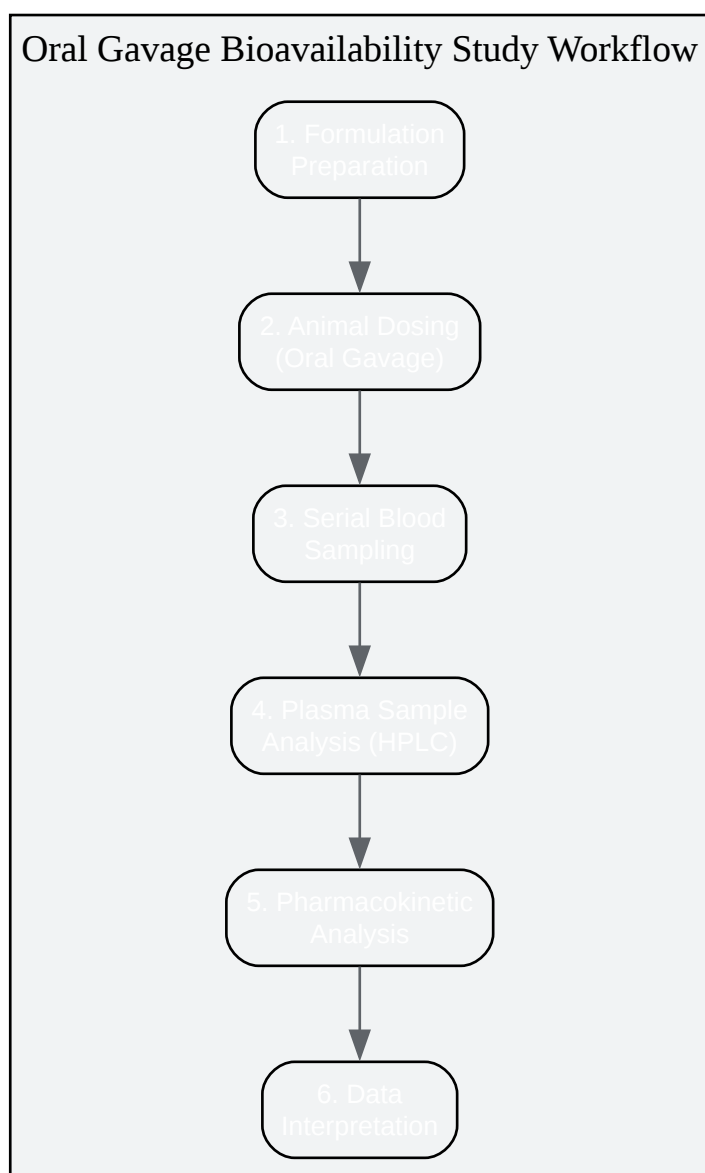 Oral Gavage Bioavailability Study Workflow
1. Formulation
Preparation
2. Animal Dosing
(Oral Gavage)
3. Serial Blood
Sampling
4. Plasma Sample
Analysis (HPLC)
5. Pharmacokinetic
Analysis
6. Data
Interpretation